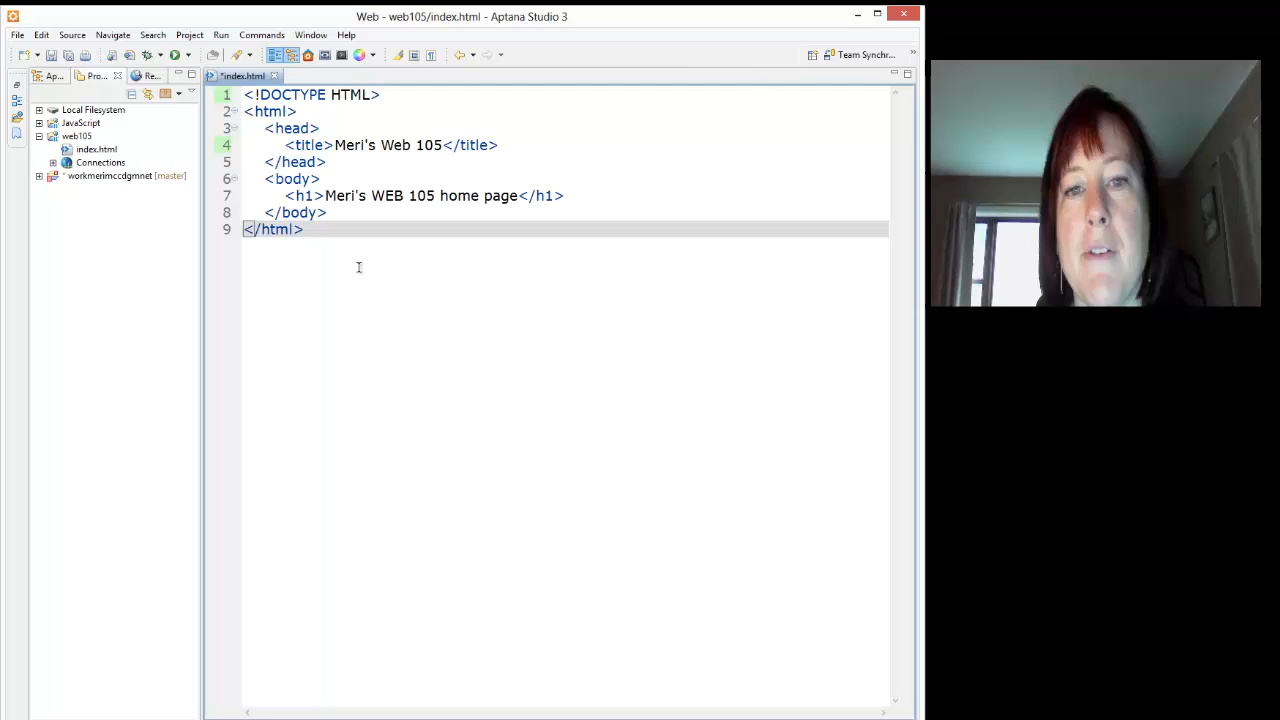 Web - web105/index.html - Aptana Studio 3
File Edit Source Navigate Search Project Run Commands Window Help
Team Synchr...
Ap... Pro... Re...
*index.html
Local Filesystem
JavaScript
web105
index.html
Connections
* workmerimccdgmnet [master]
1 <!DOCTYPE HTML>
2 <html>
3 <head>
4 <title>Meri's Web 105</title>
5 </head>
6 <body>
7 <h1>Meri's WEB 105 home page</h1>
8 </body>
9 </html>